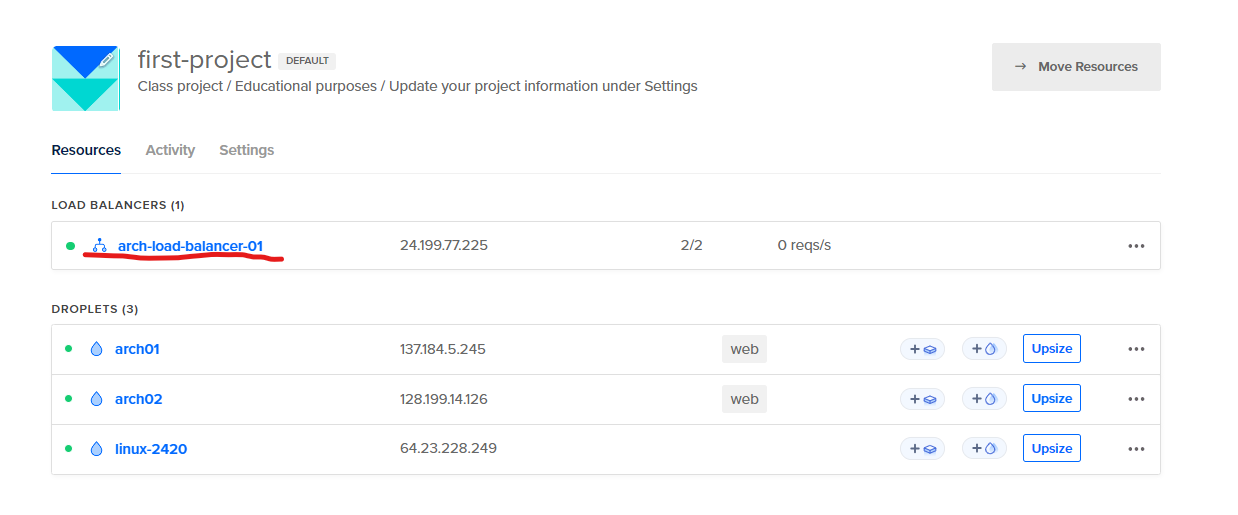 first-project DEFAULT
Class project / Educational purposes / Update your project information under Settings
→ Move Resources
Resources Activity Settings
LOAD BALANCERS (1)
arch-load-balancer-01 24.199.77.225 2/2 0 reqs/s
DROPLETS (3)
arch01 137.184.5.245 web + + Upsize
arch02 128.199.14.126 web + + Upsize
linux-2420 64.23.228.249 + + Upsize